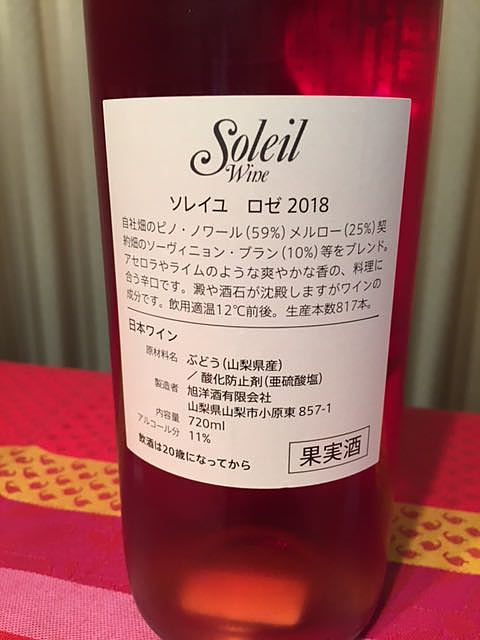 Soleil
Wine
ソレイユ ロゼ 2018
自社畑のピノ・ノワール(59%)メルロー(25%)契
約畑のソーヴィニョン・ブラン(10%)等をブレンド。
アセロラやライムのような爽やかな香の、料理に
合う辛口です。澱や酒石が沈殿しますがワインの
成分です。飲用適温12℃前後。生産本数817本。
日本ワイン
原材料名 ぶどう(山梨県産)
/酸化防止剤(亜硫酸塩)
製造者 旭洋酒有限会社
山梨県山梨市小原東857-1
内容量 720ml
アルコール分 11%
飲酒は20歳になってから
果実酒